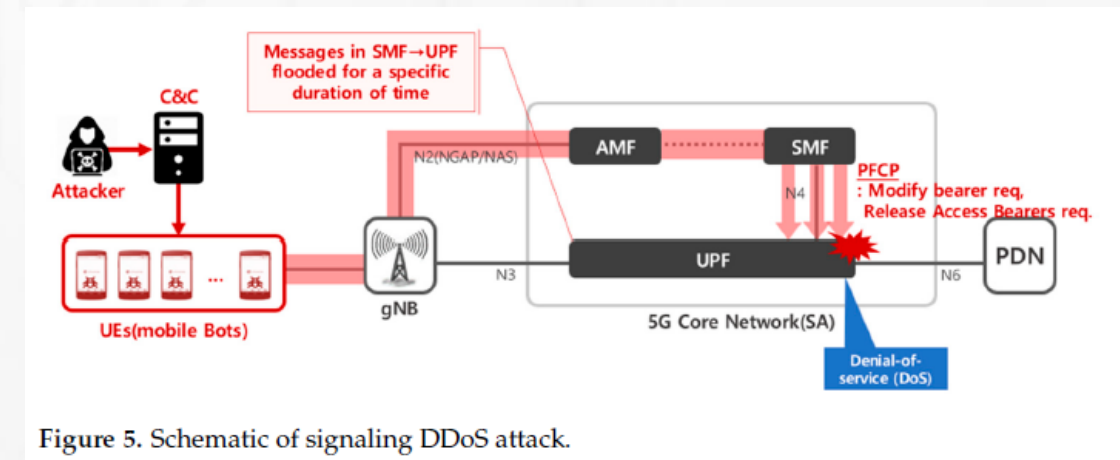 Messages in SMF→UPF
flooded for a specific
duration of time
C&C
Attacker
N2(NGAP/NAS)
AMF
SMF
PFCP
: Modify bearer req,
Release Access Bearers req.
N4
UEs(mobile Bots)
...
gNB
N3
UPF
N6
PDN
5G Core Network(SA)
Denial-of-
service (DoS)
Figure 5. Schematic of signaling DDoS attack.